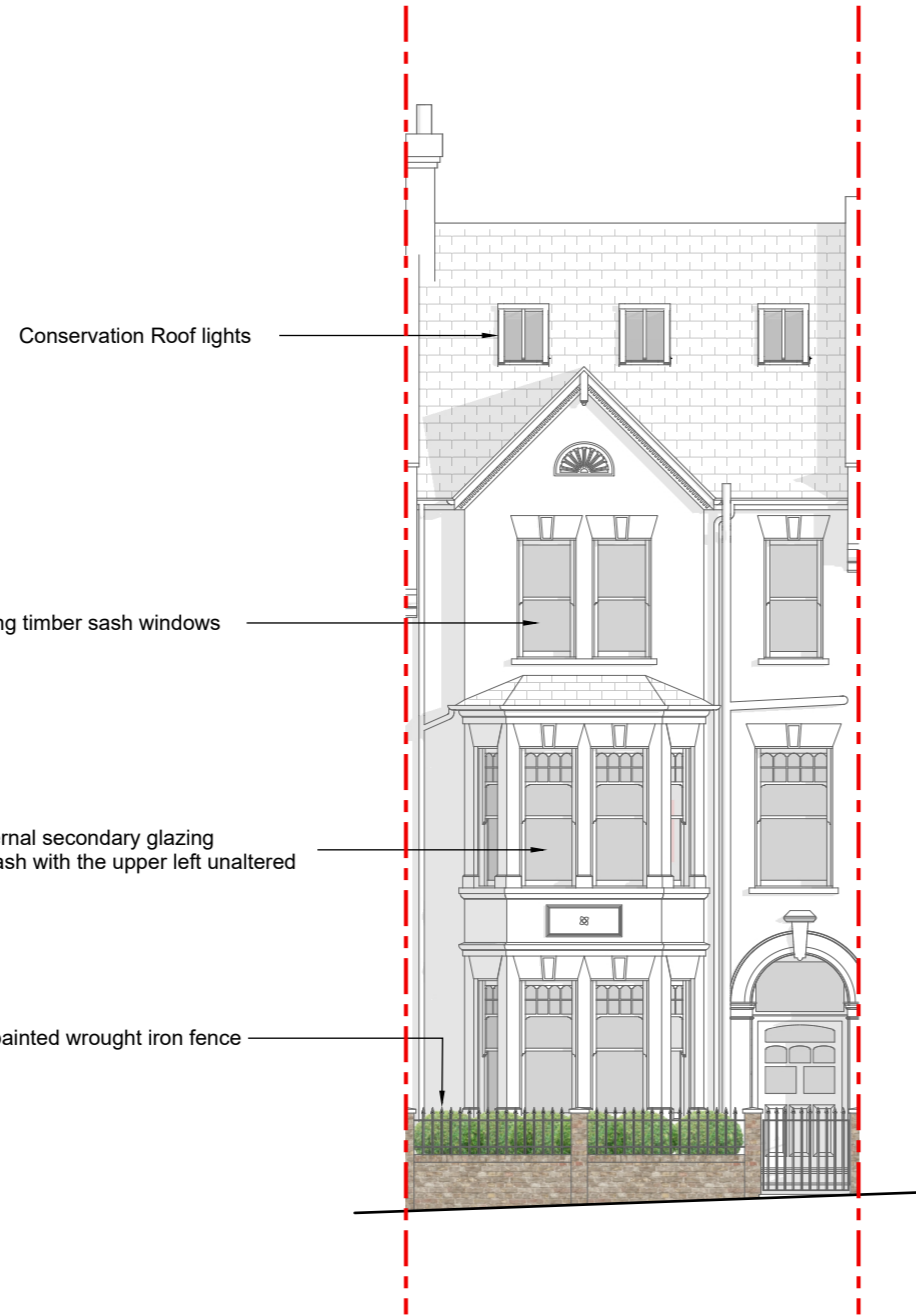 Conservation Roof lights
ng timber sash windows
ernal secondary glazing
ash with the upper left unaltered
painted wrought iron fence